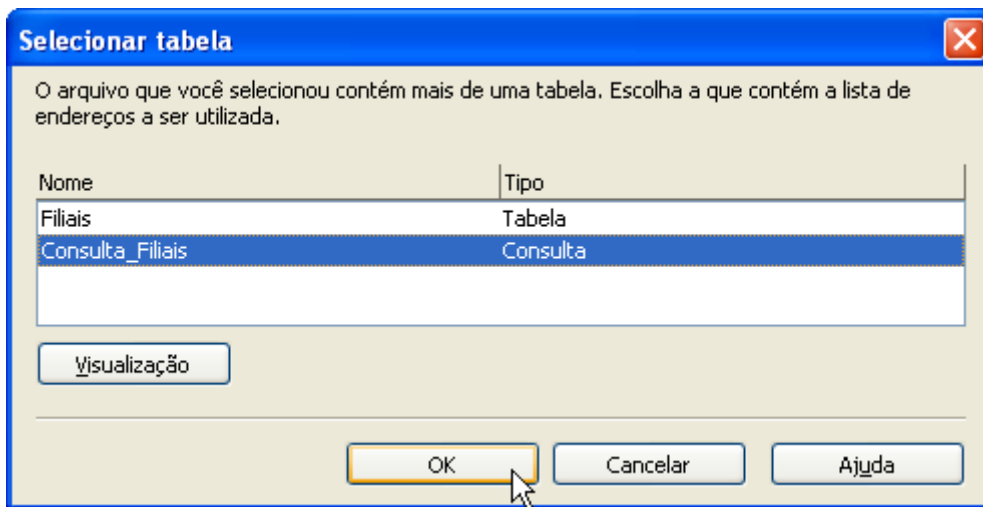 Selecionar tabela
O arquivo que você selecionou contém mais de uma tabela. Escolha a que contém a lista de
endereços a ser utilizada.
Nome Tipo
Filiais Tabela
Consulta_Filiais Consulta
Visualização
OK Cancelar Ajuda